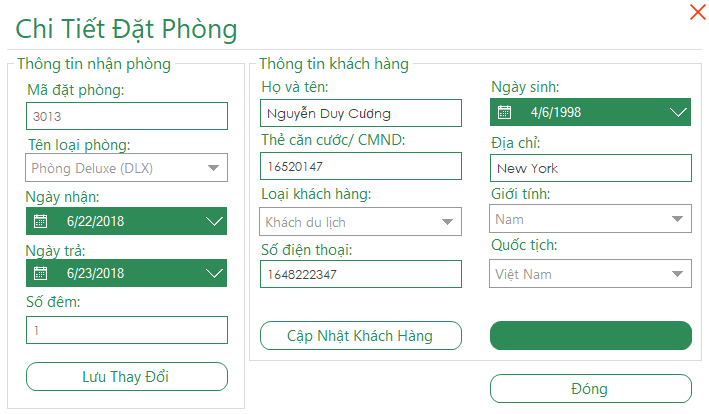 Chi Tiết Đặt Phòng
Thông tin nhận phòng
Mã đặt phòng:
3013
Tên loại phòng:
Phòng Deluxe (DLX)
Ngày nhận:
6/22/2018
Ngày trả:
6/23/2018
Số đêm:
1
Lưu Thay Đổi
Thông tin khách hàng
Họ và tên:
Nguyễn Duy Cương
Thẻ căn cước/ CMND:
16520147
Loại khách hàng:
Khách du lịch
Số điện thoại:
1648222347
Cập Nhật Khách Hàng
Ngày sinh:
4/6/1998
Địa chỉ:
New York
Giới tính:
Nam
Quốc tịch:
Việt Nam
Đóng